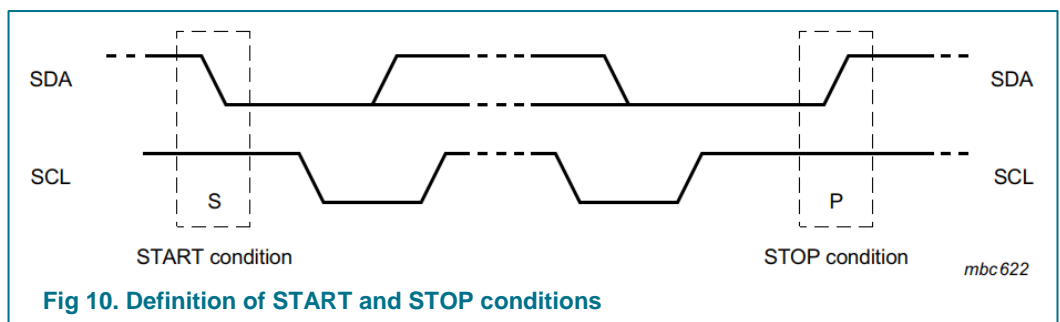 SDA SDA
SCL SCL
S P
START condition STOP condition
mbc622
Fig 10. Definition of START and STOP conditions